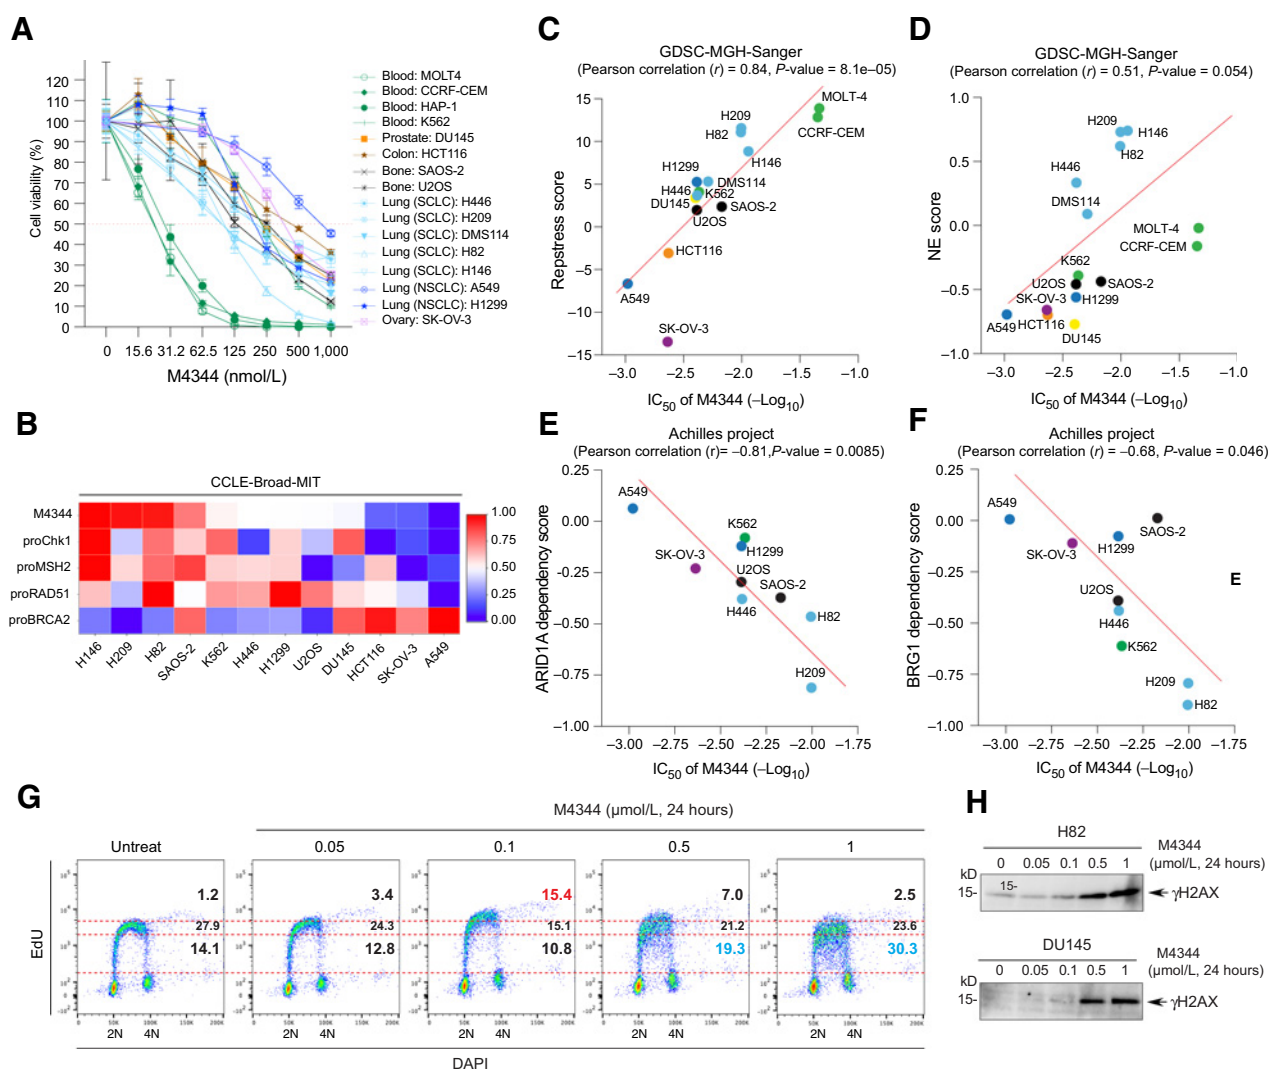 A
Cell viability (%)
120
110
100
90
80
70
60
50
40
30
20
10
0
0 15.6 31.2 62.5 125 250 500 1,000
M4344 (nmol/L)
Blood: MOLT4
Blood: CCRF-CEM
Blood: HAP-1
Blood: K562
Prostate: DU145
Colon: HCT116
Bone: SAOS-2
Bone: U2OS
Lung (SCLC): H446
Lung (SCLC): H209
Lung (SCLC): DMS114
Lung (SCLC): H82
Lung (SCLC): H146
Lung (NSCLC): A549
Lung (NSCLC): H1299
Ovary: SK-OV-3
B
CCLE-Broad-MIT
M4344
proChk1
proMSH2
proRAD51
proBRCA2
H146 H209 H82 SAOS-2 K562 H446 H1299 U2OS DU145 HCT116 SK-OV-3 A549
1.00
0.75
0.50
0.25
0.00
C
GDSC-MGH-Sanger
(Pearson correlation (r) = 0.84, P-value = 8.1e–05)
Repstress score
15
10
5
0
−5
−10
−15
MOLT-4
CCRF-CEM
H209
H82
H146
H1299
DMS114
H446
K562
DU145
SAOS-2
U2OS
HCT116
A549
SK-OV-3
−3.0 −2.5 −2.0 −1.5 −1.0
IC50 of M4344 (–Log10)
D
GDSC-MGH-Sanger
(Pearson correlation (r) = 0.51, P-value = 0.054)
NE score
1.0
0.5
0.0
−0.5
−1.0
H209
H146
H82
H446
DMS114
MOLT-4
CCRF-CEM
K562
U2OS
SAOS-2
SK-OV-3
H1299
A549
HCT116
DU145
−3.0 −2.5 −2.0 −1.5 −1.0
IC50 of M4344 (–Log10)
E
Achilles project
(Pearson correlation (r)= –0.81,P-value = 0.0085)
ARID1A dependency score
0.25
0.00
−0.25
−0.50
−0.75
−1.00
A549
K562
H1299
SK-OV-3
U2OS
SAOS-2
H446
H82
H209
−3.00 −2.75 −2.50 −2.25 −2.00 −1.75
IC50 of M4344 (–Log10)
F
Achilles project
(Pearson correlation (r) = –0.68, P-value = 0.046)
BRG1 dependency score
0.25
0.00
−0.25
−0.50
−0.75
−1.00
A549
SAOS-2
H1299
SK-OV-3
U2OS
H446
K562
H209
H82
E
−3.00 −2.75 −2.50 −2.25 −2.00 −1.75
IC50 of M4344 (–Log10)
G
M4344 (μmol/L, 24 hours)
Untreat 0.05 0.1 0.5 1
EdU
1.2 3.4 15.4 7.0 2.5
27.9 24.3 15.1 21.2 23.6
14.1 12.8 10.8 19.3 30.3
2N 4N 2N 4N 2N 4N 2N 4N 2N 4N
DAPI
H
H82
0 0.05 0.1 0.5 1
M4344
(μmol/L, 24 hours)
kD
15-
15-
γH2AX
DU145
0 0.05 0.1 0.5 1
M4344
(μmol/L, 24 hours)
kD
15-
γH2AX